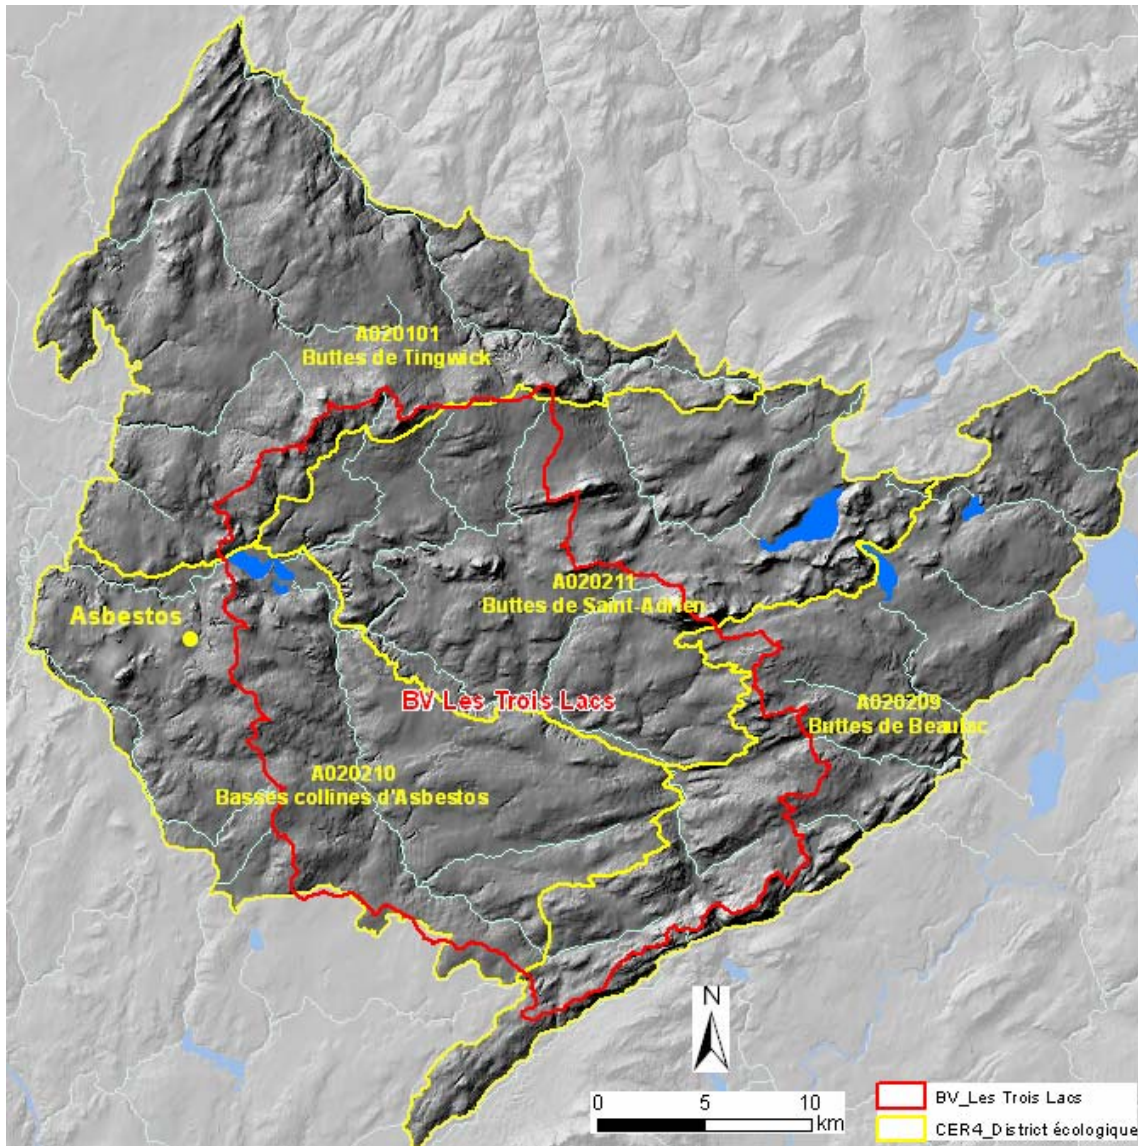 A020101
Buttes de Tingwick
A020211
Buttes de Saint-Adrien
Asbestos
BV Les Trois Lacs
A020209
Buttes de Beaulac
A020210
Basses collines d'Asbestos
N
0 5 10
km
BV_Les Trois Lacs
CER4_District écologique